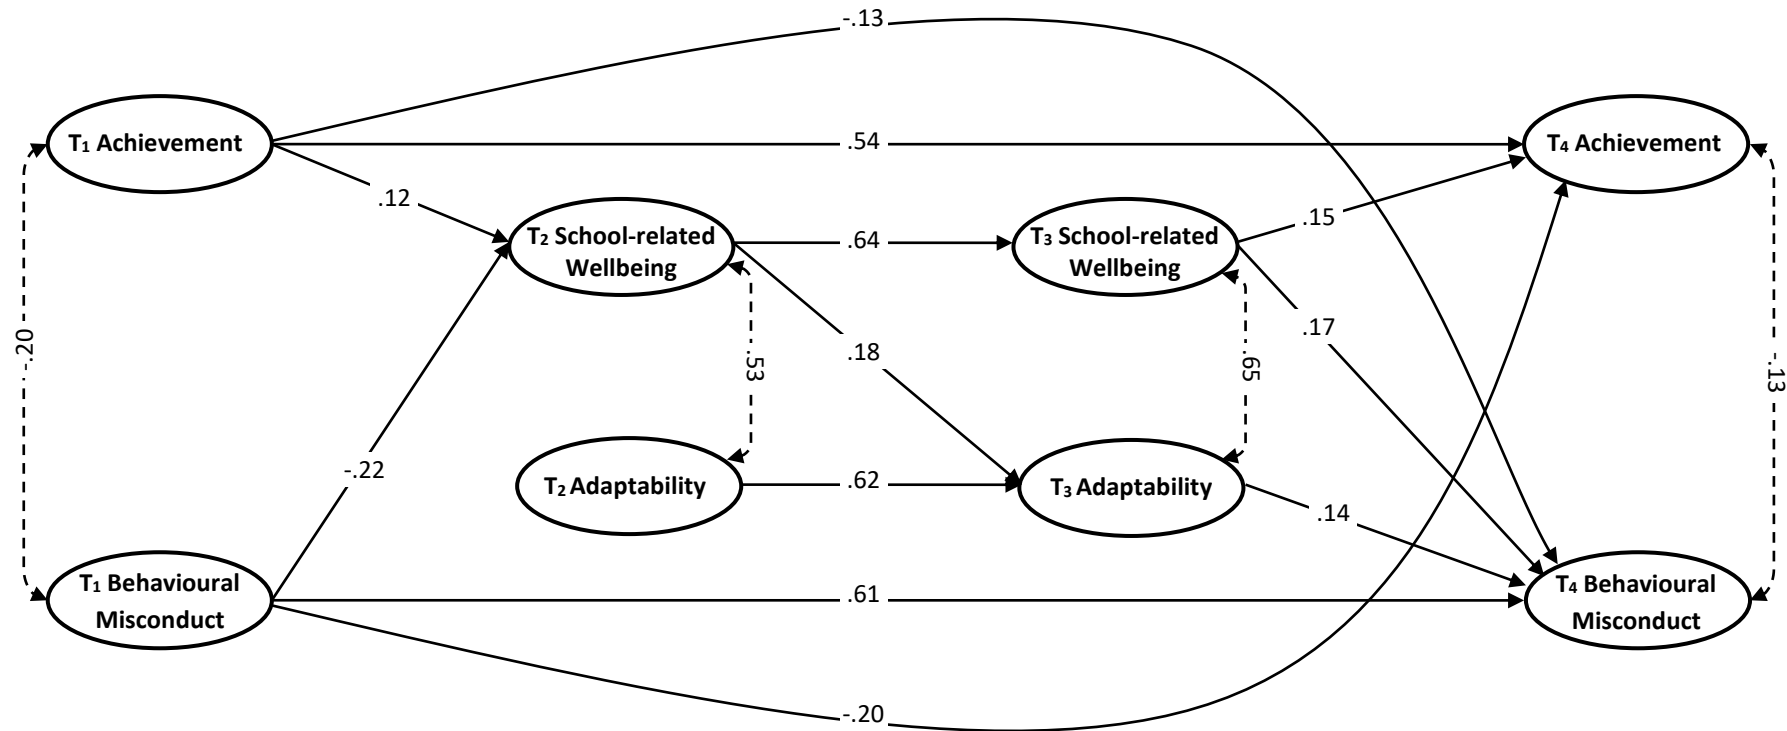 -.13
T₁ Achievement
.54
T₄ Achievement
.12
T₂ School-related
Wellbeing
.64
T₃ School-related
Wellbeing
.15
-.20
.53
.18
.65
.17
-.13
-.22
T₂ Adaptability
.62
T₃ Adaptability
.14
T₁ Behavioural
Misconduct
.61
T₄ Behavioural
Misconduct
-.20